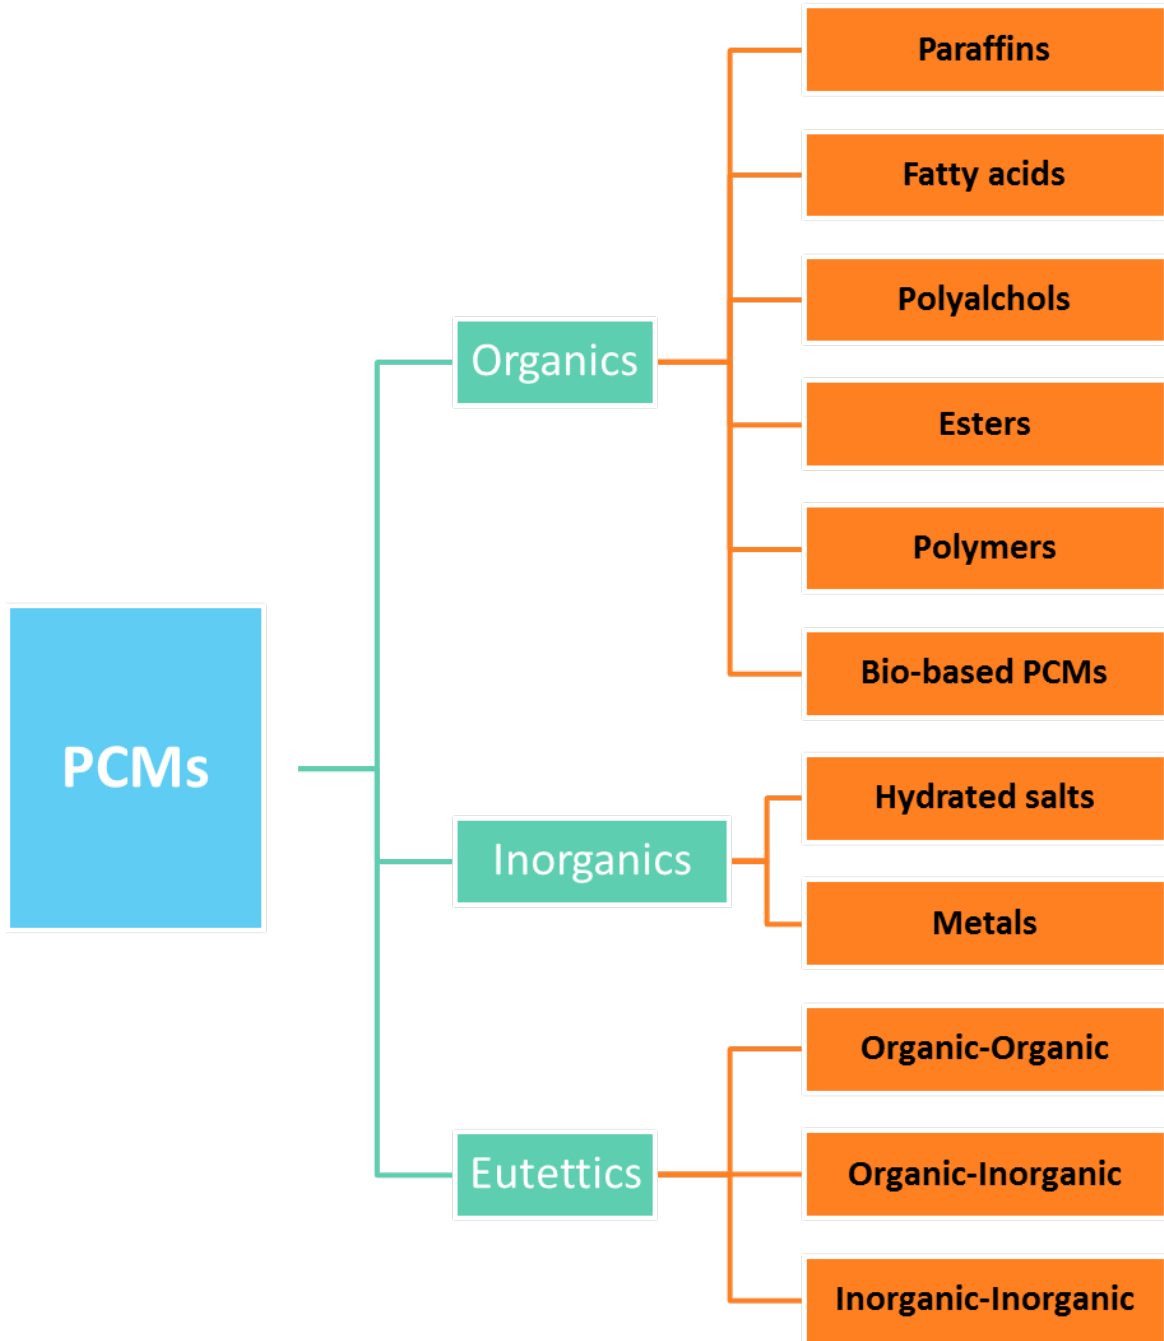 PCMs
Organics
Paraffins
Fatty acids
Polyalchols
Esters
Polymers
Bio-based PCMs
Inorganics
Hydrated salts
Metals
Eutettics
Organic-Organic
Organic-Inorganic
Inorganic-Inorganic